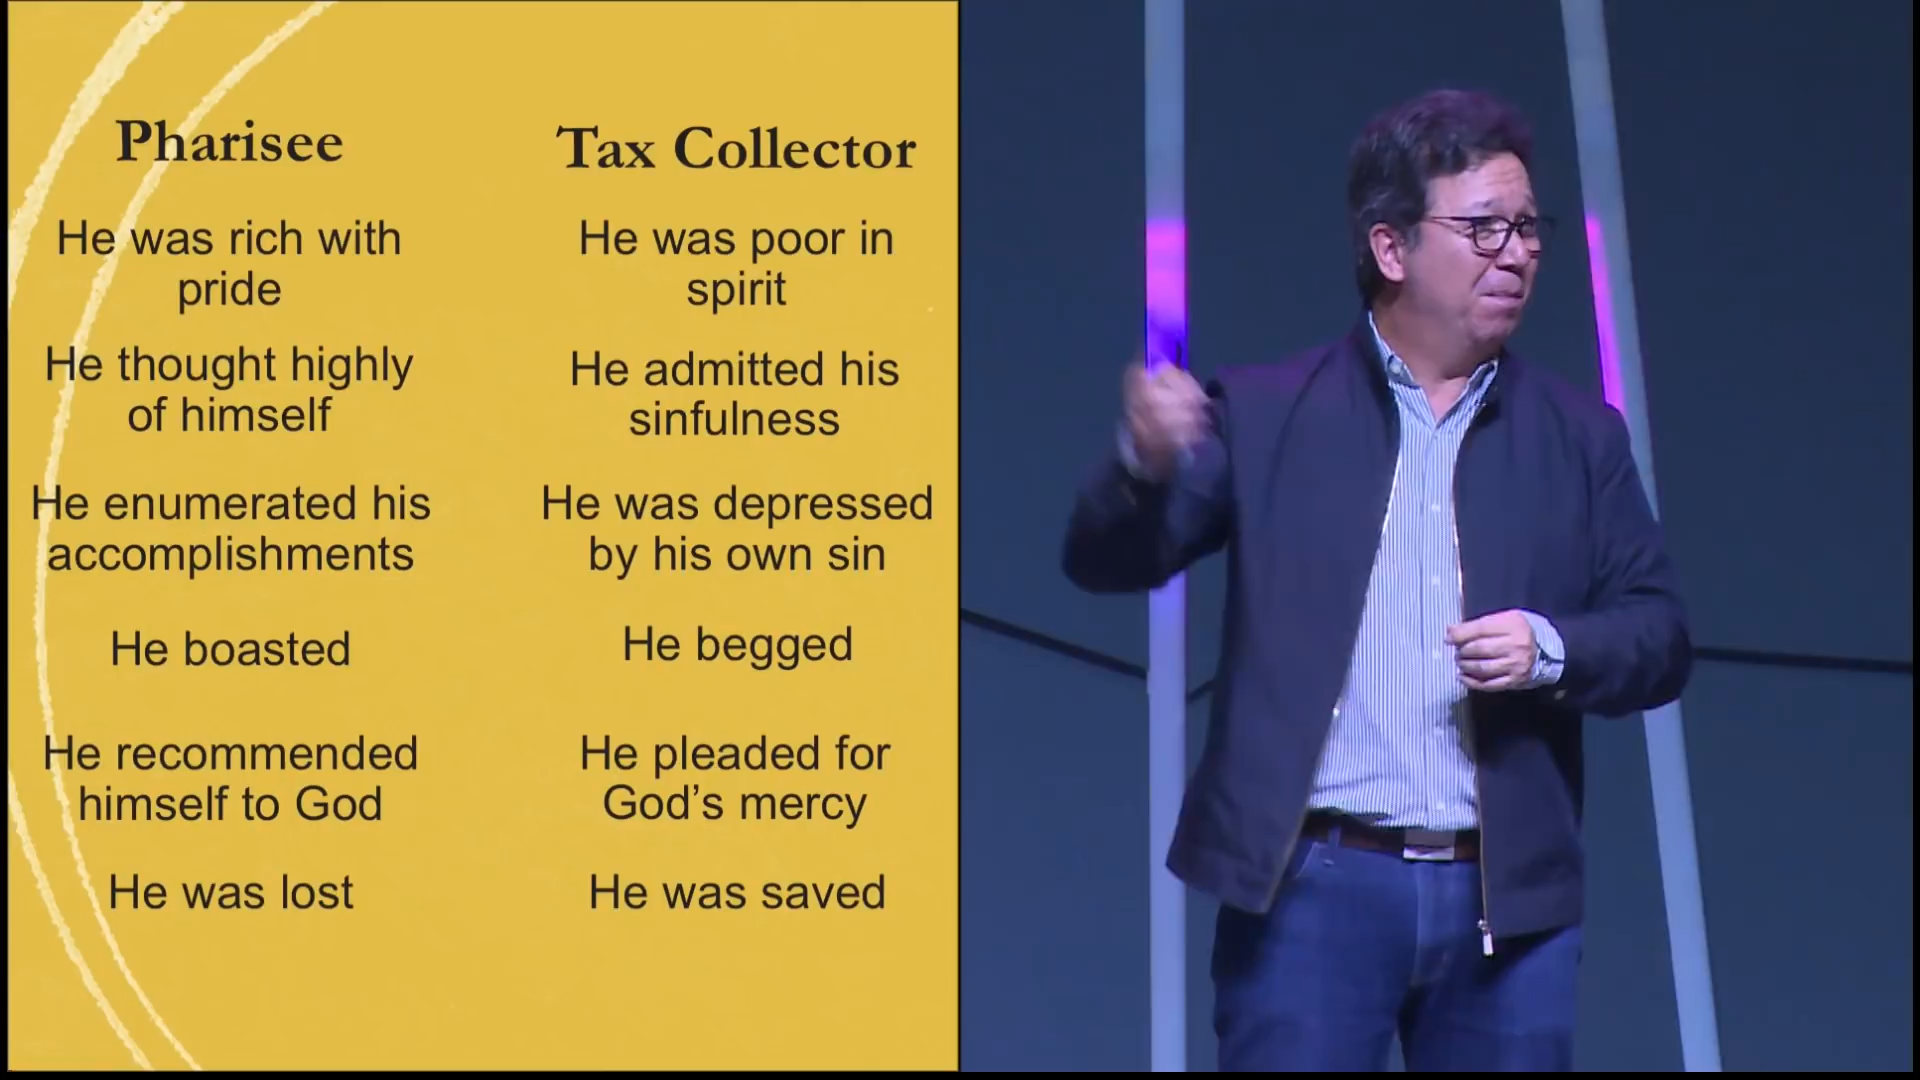 Pharisee
He was rich with
pride
He thought highly
of himself
He enumerated his
accomplishments
He boasted
He recommended
himself to God
He was lost
Tax Collector
He was poor in
spirit
He admitted his
sinfulness
He was depressed
by his own sin
He begged
He pleaded for
God’s mercy
He was saved